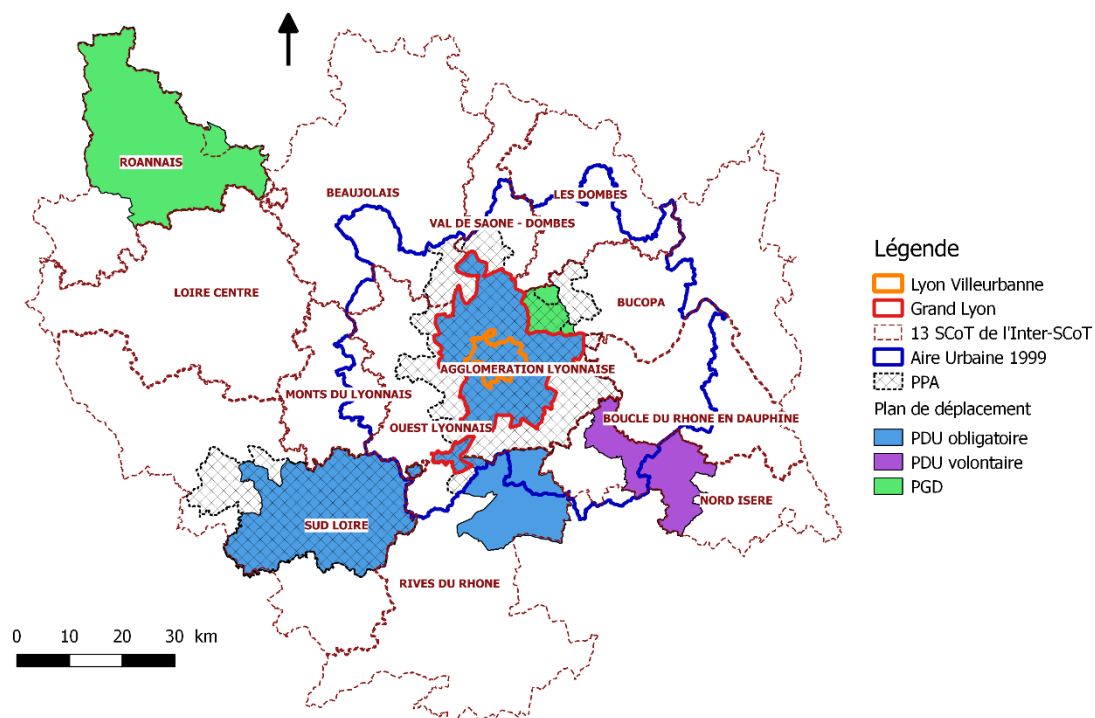 ROANNAIS
BEAUJOLAIS
LES DOMBES
VAL DE SAONE - DOMBES
LOIRE CENTRE
BUCOPA
AGGLOMERATION LYONNAISE
MONTS DU LYONNAIS
OUEST LYONNAIS
BOUCLE DU RHONE EN DAUPHINE
NORD ISERE
SUD LOIRE
RIVES DU RHONE
0 10 20 30 km
Légende
Lyon Villeurbanne
Grand Lyon
13 SCoT de l'Inter-SCoT
Aire Urbaine 1999
PPA
Plan de déplacement
PDU obligatoire
PDU volontaire
PGD